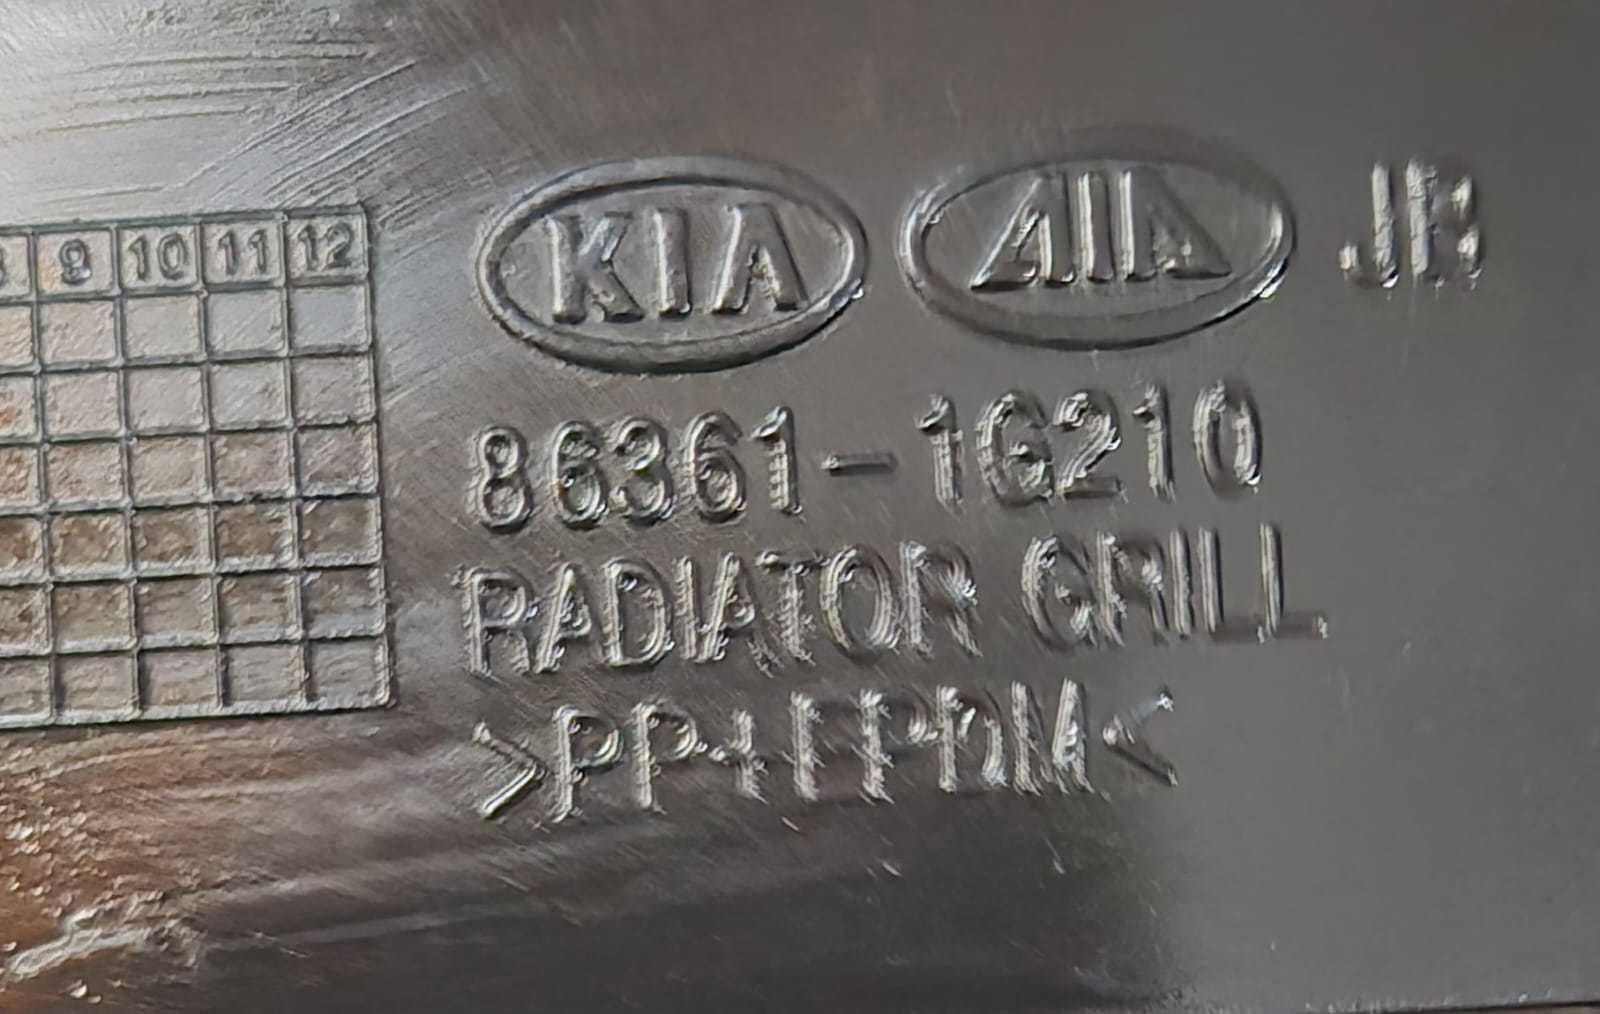 9 10 11 12
KIA JB
86361-1G210
RADIATOR GRILL
>PP+EPDM<